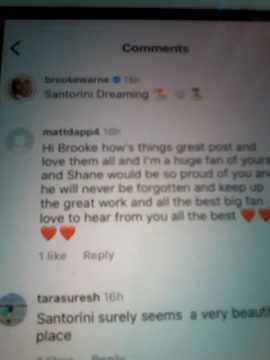 Comments
brookewarne 16h
Santorini Dreaming
mattdapp4 16h
Hi Brooke how's things great post and
love them all and I'm a huge fan of yours
and Shane would be so proud of you and
he will never be forgotten and keep up
the great work and all the best big fan
love to hear from you all the best ❤️❤️
❤️❤️
1 like Reply
tarasuresh 16h
Santorini surely seems a very beauti
place
Reply